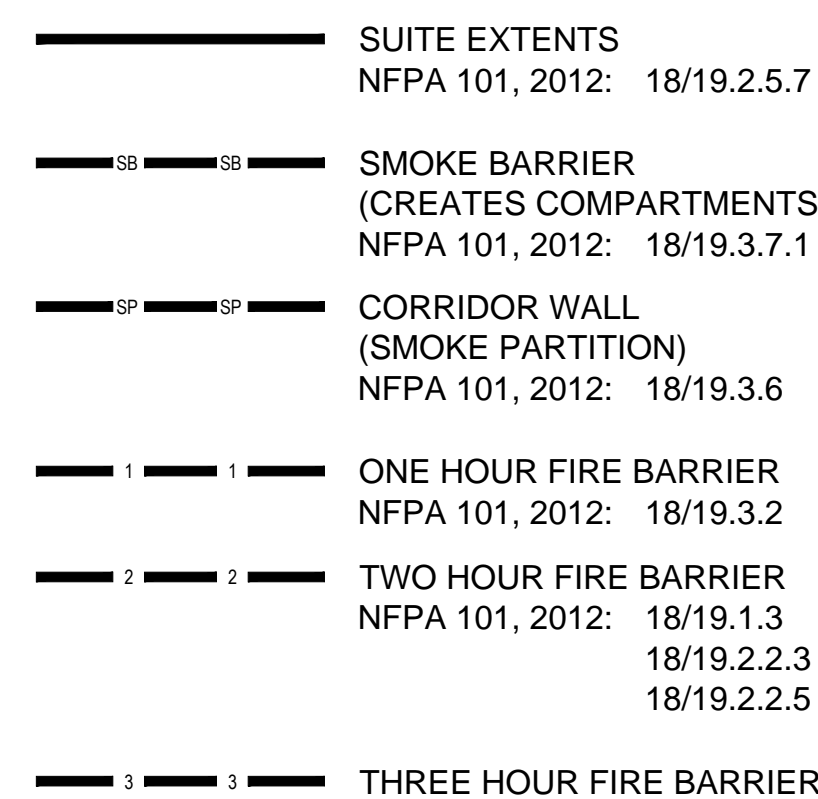 SUITE EXTENTS
NFPA 101, 2012: 18/19.2.5.7
SB SB SMOKE BARRIER
(CREATES COMPARTMENTS
NFPA 101, 2012: 18/19.3.7.1
SP SP CORRIDOR WALL
(SMOKE PARTITION)
NFPA 101, 2012: 18/19.3.6
1 1 ONE HOUR FIRE BARRIER
NFPA 101, 2012: 18/19.3.2
2 2 TWO HOUR FIRE BARRIER
NFPA 101, 2012: 18/19.1.3
18/19.2.2.3
18/19.2.2.5
3 3 THREE HOUR FIRE BARRIER